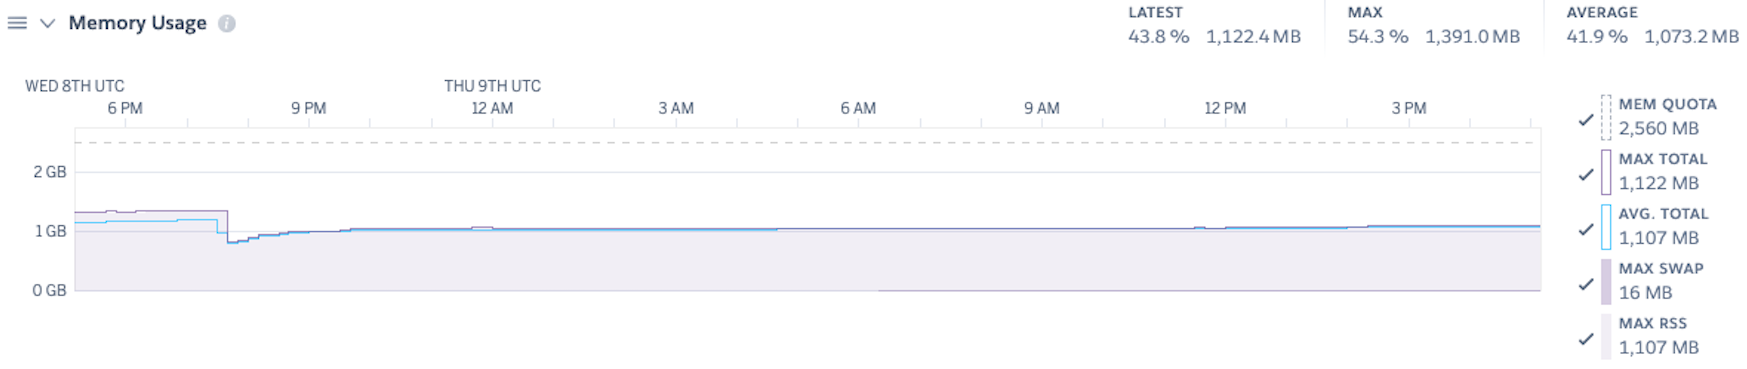 Memory Usage
LATEST
43.8 % 1,122.4 MB
MAX
54.3 % 1,391.0 MB
AVERAGE
41.9 % 1,073.2 MB
WED 8TH UTC
THU 9TH UTC
6 PM 9 PM 12 AM 3 AM 6 AM 9 AM 12 PM 3 PM
2 GB
1 GB
0 GB
MEM QUOTA
2,560 MB
MAX TOTAL
1,122 MB
AVG. TOTAL
1,107 MB
MAX SWAP
16 MB
MAX RSS
1,107 MB